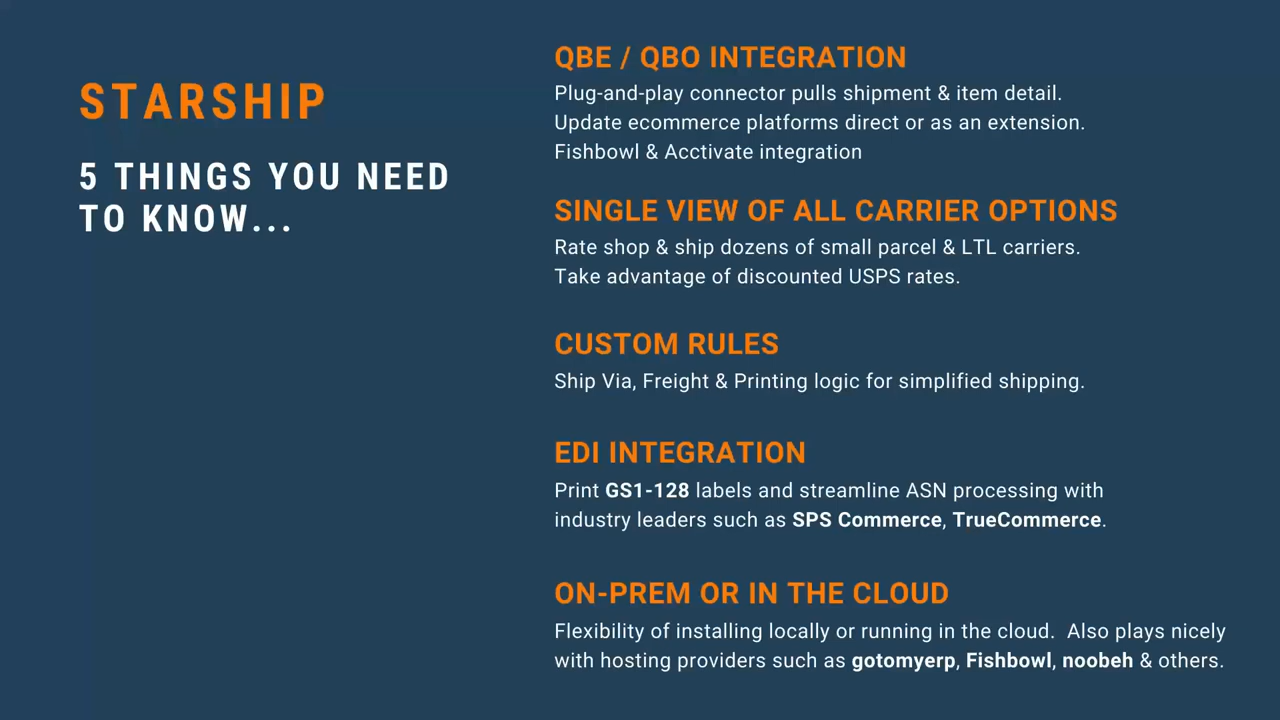 STARSHIP
5 THINGS YOU NEED
TO KNOW...
QBE / QBO INTEGRATION
Plug-and-play connector pulls shipment & item detail.
Update ecommerce platforms direct or as an extension.
Fishbowl & Acctivate integration
SINGLE VIEW OF ALL CARRIER OPTIONS
Rate shop & ship dozens of small parcel & LTL carriers.
Take advantage of discounted USPS rates.
CUSTOM RULES
Ship Via, Freight & Printing logic for simplified shipping.
EDI INTEGRATION
Print GS1-128 labels and streamline ASN processing with
industry leaders such as SPS Commerce, TrueCommerce.
ON-PREM OR IN THE CLOUD
Flexibility of installing locally or running in the cloud.  Also plays nicely
with hosting providers such as gotomyerp, Fishbowl, noobeh & others.